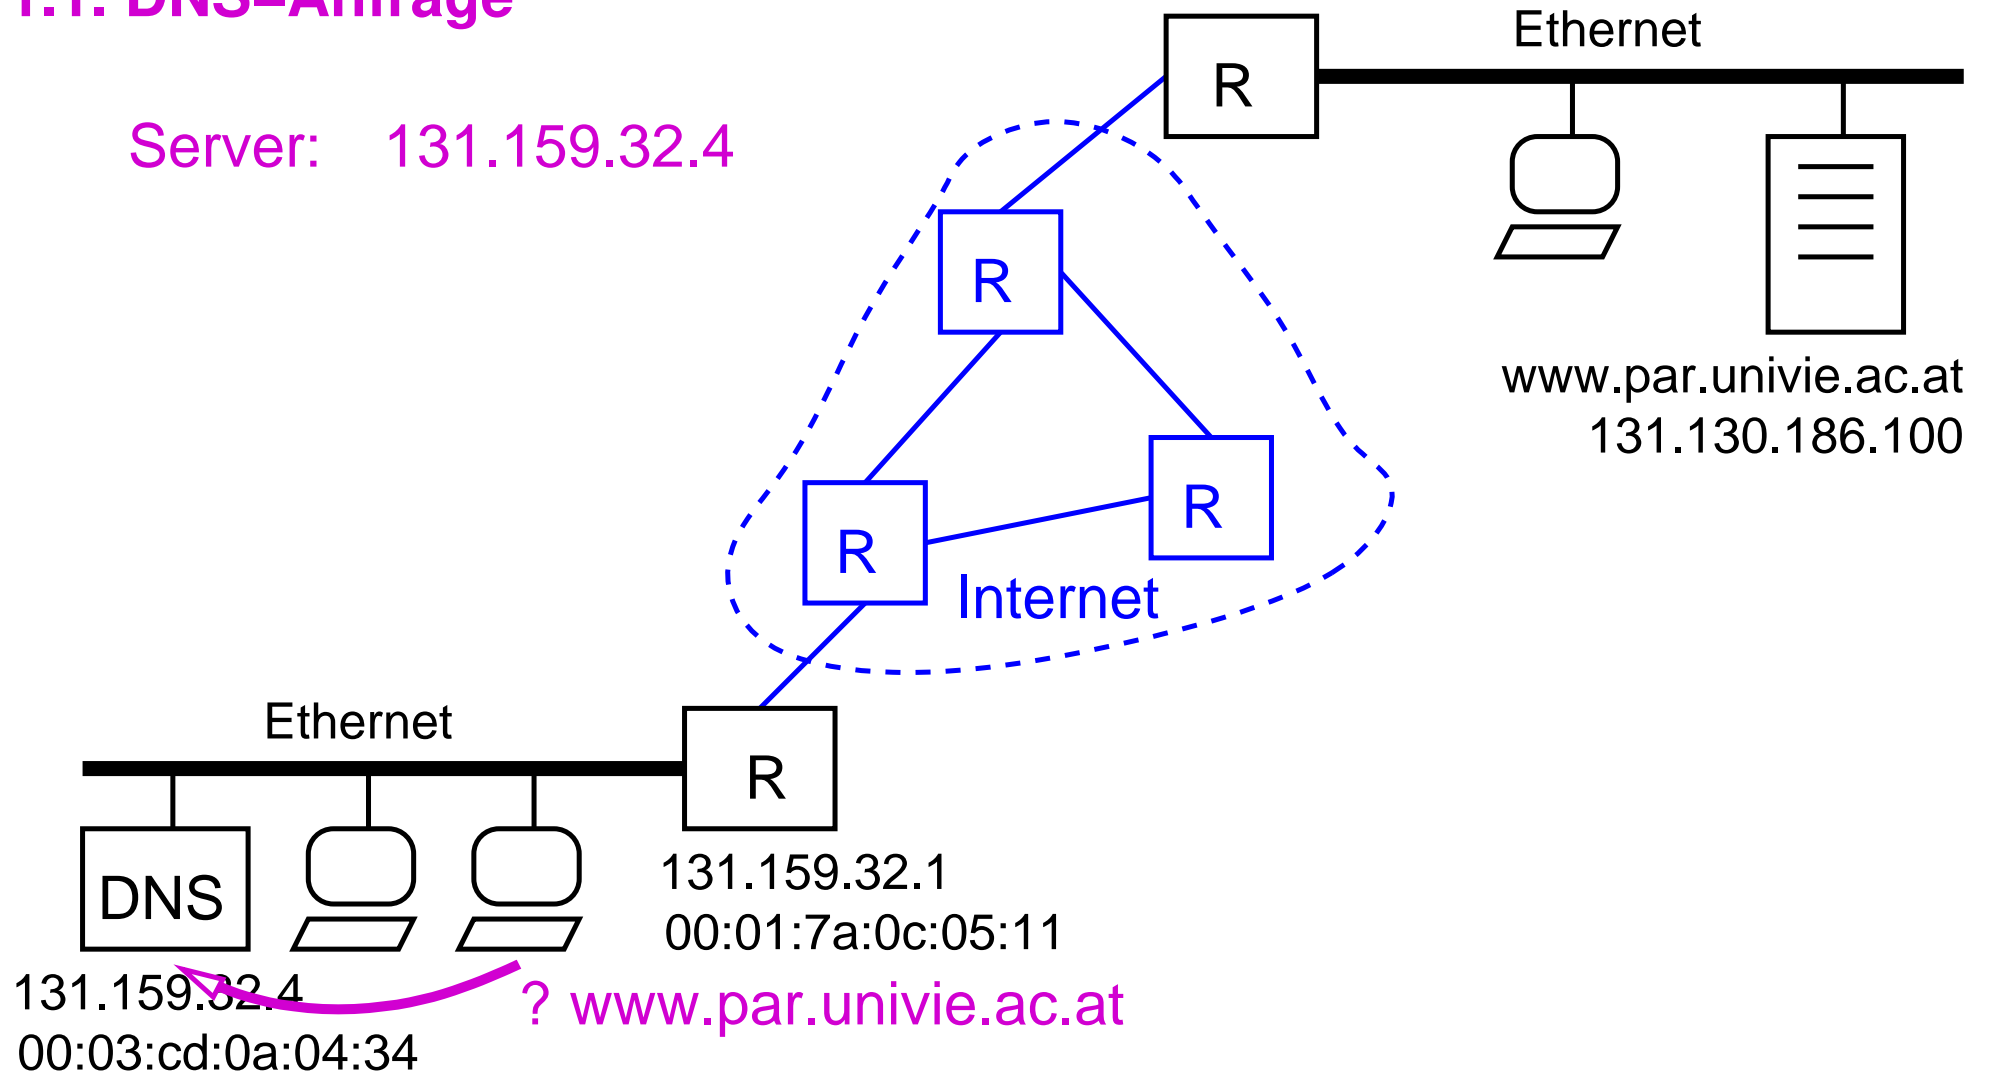 1.1. DNS–Anfrage
Ethernet
R
Server: 131.159.32.4
R
www.par.univie.ac.at
131.130.186.100
R
R
Internet
Ethernet
R
DNS
131.159.32.1
00:01:7a:0c:05:11
131.159.32.4
? www.par.univie.ac.at
00:03:cd:0a:04:34